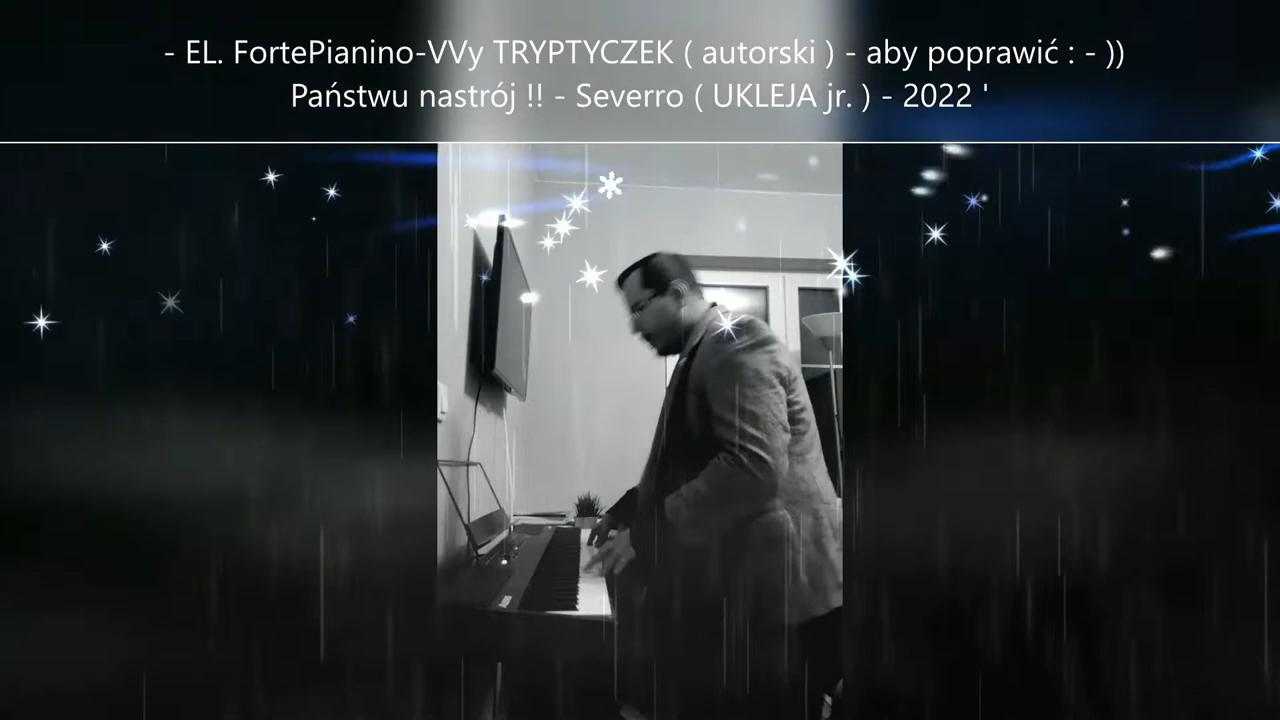 - EL. FortePianino-VVy TRYPTYCZEK ( autorski ) - aby poprawić : - ))
Państwu nastrój !! - Severro ( UKLEJA jr. ) - 2022 '